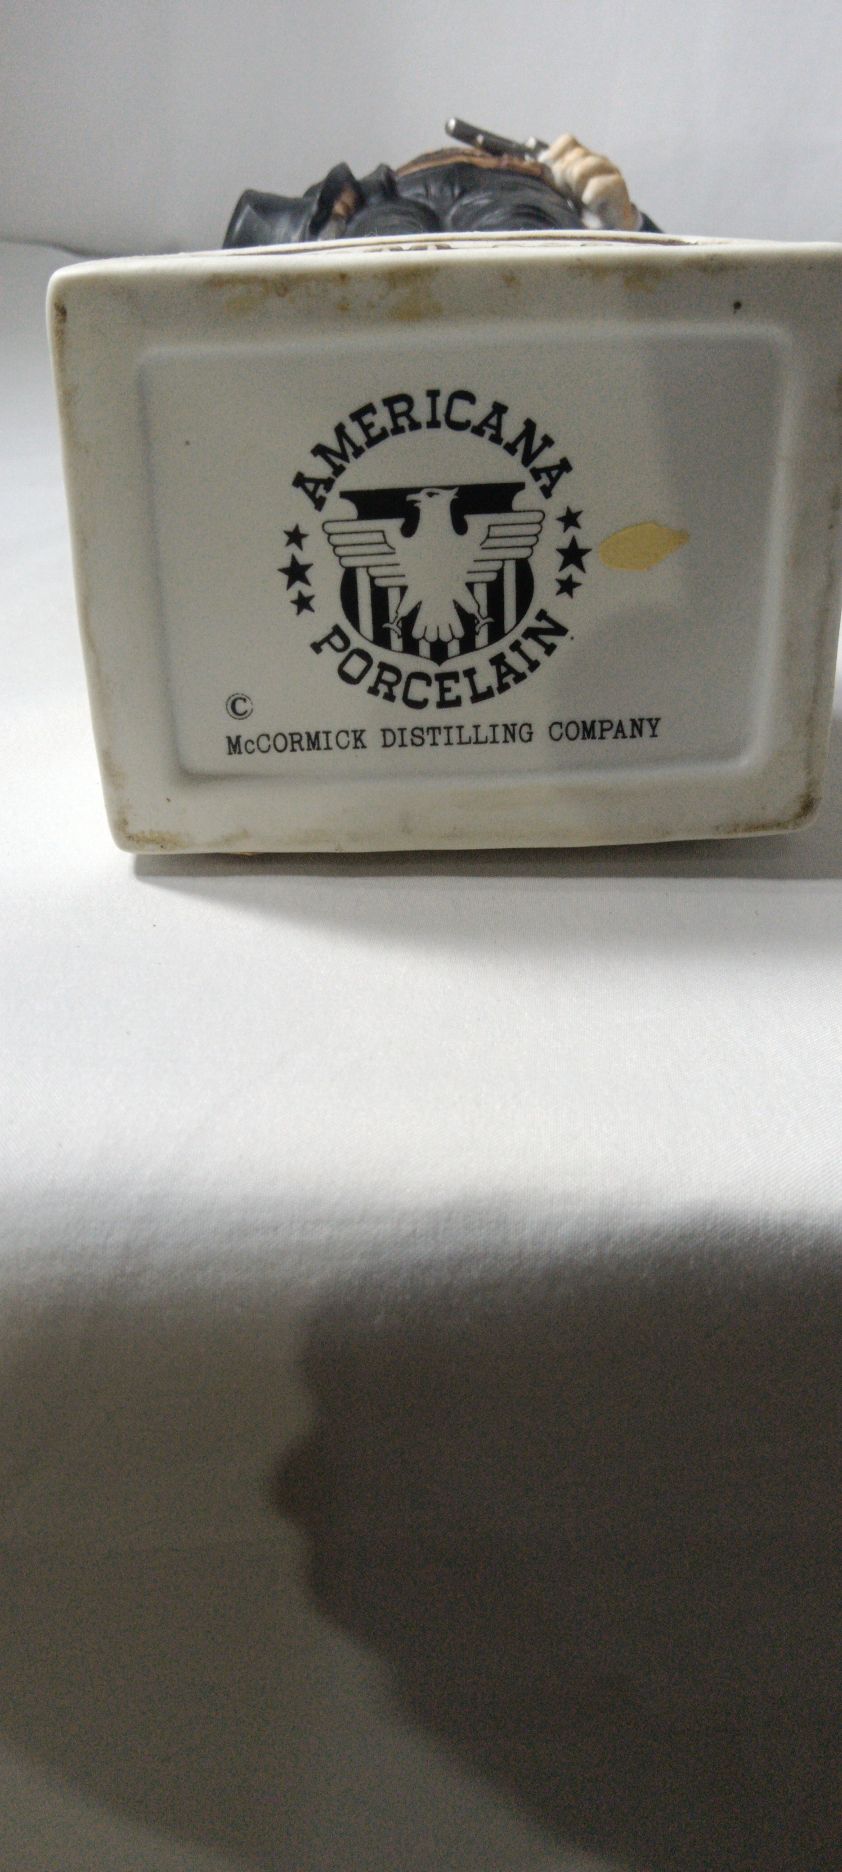 AMERICANA
PORCELAIN
©
McCORMICK DISTILLING COMPANY